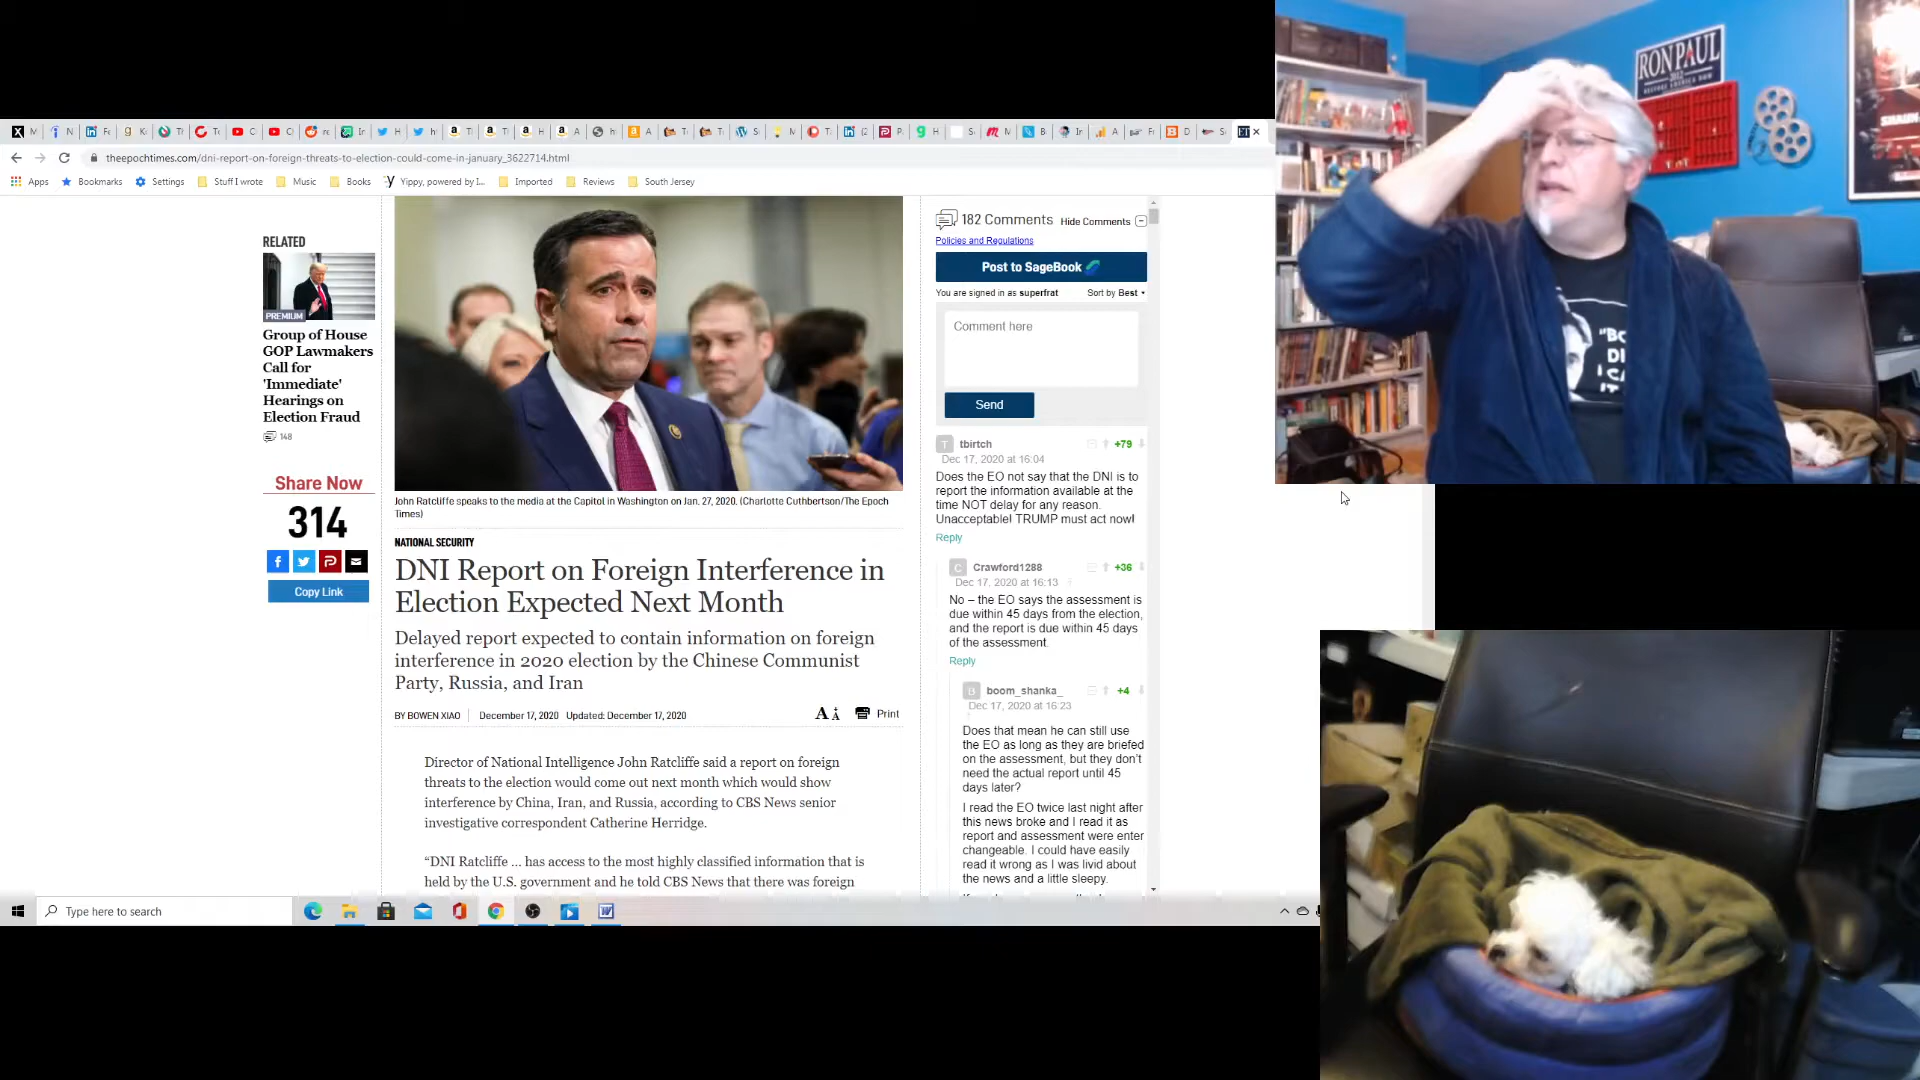 theepochtimes.com/dni-report-on-foreign-threats-to-election-could-come-in-january_3622714.html
Apps
Bookmarks
Settings
Stuff I wrote
Music
Books
Yippy, powered by I...
Imported
Reviews
South Jersey
RELATED
PREMIUM
Group of House
GOP Lawmakers
Call for
'Immediate'
Hearings on
Election Fraud
148
Share Now
314
Copy Link
John Ratcliffe speaks to the media at the Capitol in Washington on Jan. 27, 2020. (Charlotte Cuthbertson/The Epoch
Times)
NATIONAL SECURITY
DNI Report on Foreign Interference in
Election Expected Next Month
Delayed report expected to contain information on foreign
interference in 2020 election by the Chinese Communist
Party, Russia, and Iran
BY BOWEN XIAO
December 17, 2020 Updated: December 17, 2020
Print
Director of National Intelligence John Ratcliffe said a report on foreign
threats to the election would come out next month which would show
interference by China, Iran, and Russia, according to CBS News senior
investigative correspondent Catherine Herridge.
“DNI Ratcliffe ... has access to the most highly classified information that is
held by the U.S. government and he told CBS News that there was foreign
182 Comments
Hide Comments
Policies and Regulations
Post to SageBook
You are signed in as superfrat
Sort by Best
Comment here
Send
T
tbirtch
+79
Dec 17, 2020 at 16:04
Does the EO not say that the DNI is to
report the information available at the
time NOT delay for any reason.
Unacceptable! TRUMP must act now!
Reply
C
Crawford1288
+36
Dec 17, 2020 at 16:13
No – the EO says the assessment is
due within 45 days from the election,
and the report is due within 45 days
of the assessment.
Reply
B
boom_shanka_
+4
Dec 17, 2020 at 16:23
Does that mean he can still use
the EO as long as they are briefed
on the assessment, but they don't
need the actual report until 45
days later?
I read the EO twice last night after
this news broke and I read it as
report and assessment were enter
changeable. I could have easily
read it wrong as I was livid about
the news and a little sleepy.
Type here to search
RON PAUL
2012